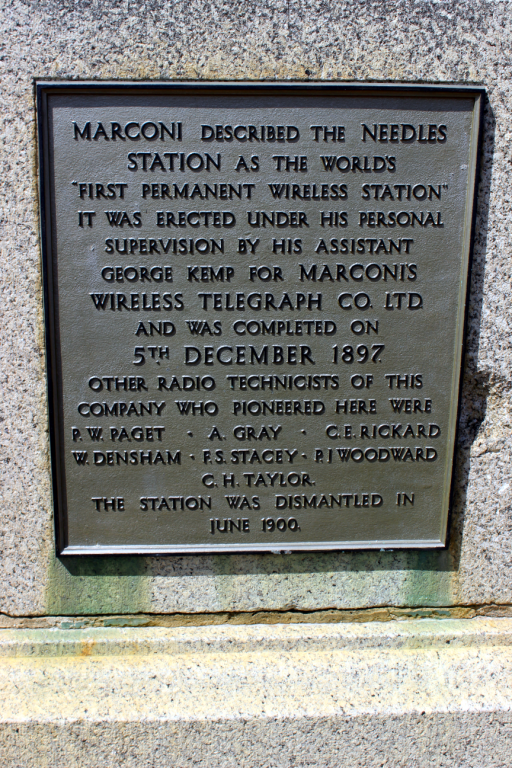 MARCONI DESCRIBED THE NEEDLES
STATION AS THE WORLD'S
"FIRST PERMANENT WIRELESS STATION"
IT WAS ERECTED UNDER HIS PERSONAL
SUPERVISION BY HIS ASSISTANT
GEORGE KEMP FOR MARCONI'S
WIRELESS TELEGRAPH CO. LTD
AND WAS COMPLETED ON
5TH DECEMBER 1897.
OTHER RADIO TECHNICISTS OF THIS
COMPANY WHO PIONEERED HERE WERE
P. W. PAGET · A. GRAY · C. E. RICKARD
W. DENSHAM · F. S. STACEY · P. J WOODWARD
C. H. TAYLOR.
THE STATION WAS DISMANTLED IN
JUNE 1900.